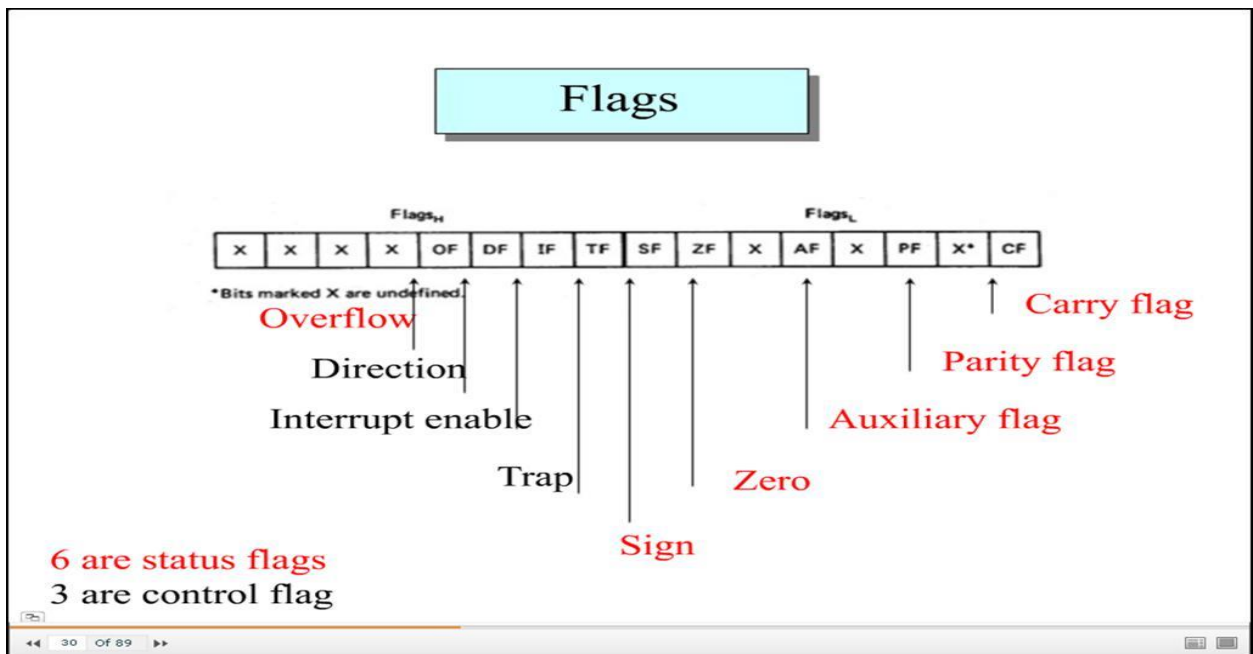 Flags
FlagsH FlagsL
X X X X OF DF IF TF SF ZF X AF X PF X* CF
*Bits marked X are undefined.
Overflow
Carry flag
Direction
Parity flag
Interrupt enable
Auxiliary flag
Trap
Zero
Sign
6 are status flags
3 are control flag
30 Of 89